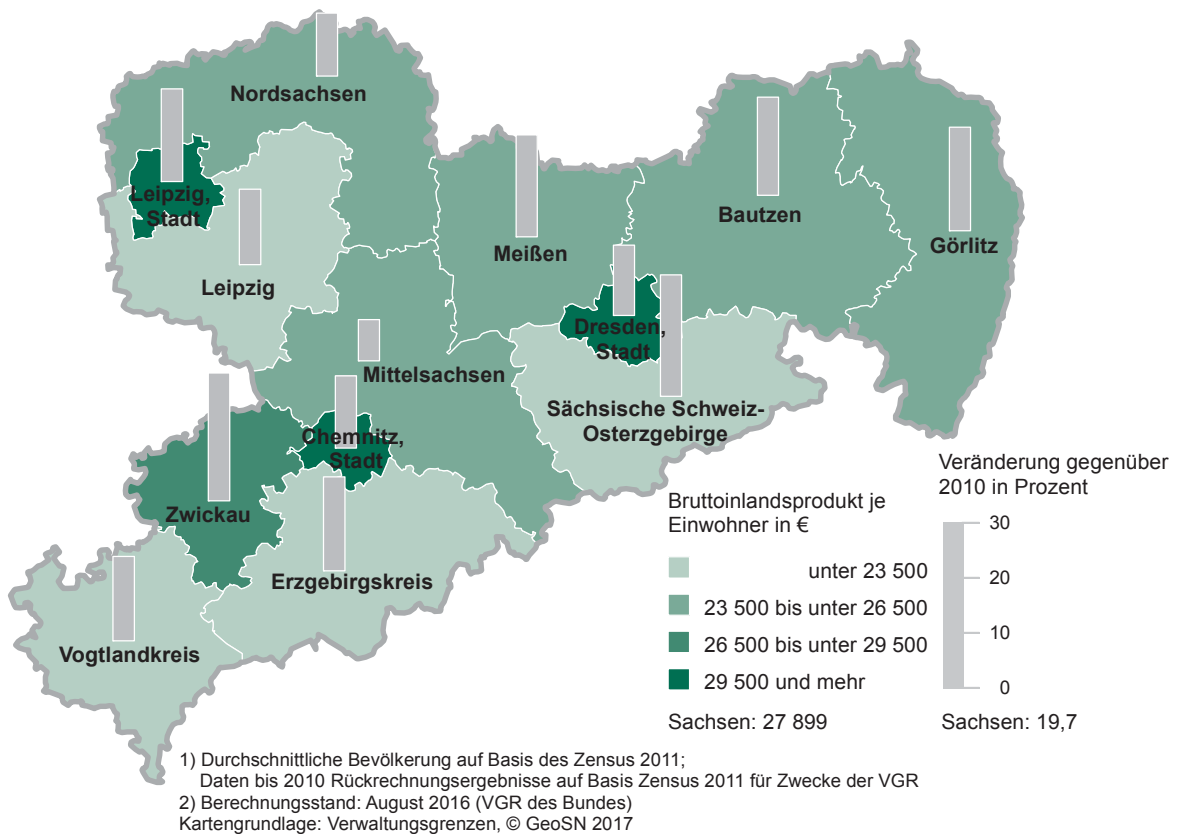 Nordsachsen
Leipzig,
Stadt
Leipzig
Meißen
Bautzen
Görlitz
Dresden,
Stadt
Mittelsachsen
Sächsische Schweiz-
Osterzgebirge
Chemnitz,
Stadt
Zwickau
Erzgebirgskreis
Vogtlandkreis
Bruttoinlandsprodukt je
Einwohner in €
unter 23 500
23 500 bis unter 26 500
26 500 bis unter 29 500
29 500 und mehr
Sachsen: 27 899
Veränderung gegenüber
2010 in Prozent
30
20
10
0
Sachsen: 19,7
1) Durchschnittliche Bevölkerung auf Basis des Zensus 2011;
Daten bis 2010 Rückrechnungsergebnisse auf Basis Zensus 2011 für Zwecke der VGR
2) Berechnungsstand: August 2016 (VGR des Bundes)
Kartengrundlage: Verwaltungsgrenzen, © GeoSN 2017